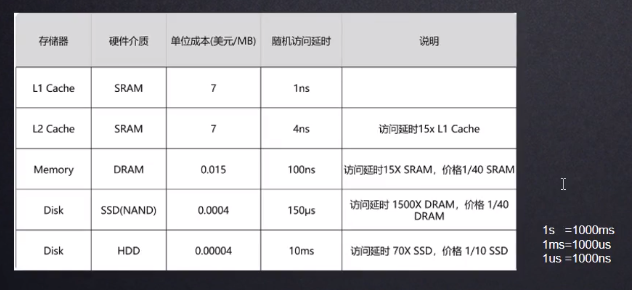 存储器 硬件介质 单位成本(美元/MB) 随机访问延时 说明
L1 Cache SRAM 7 1ns
L2 Cache SRAM 7 4ns 访问延时15x L1 Cache
Memory DRAM 0.015 100ns 访问延时15X SRAM，价格1/40 SRAM
Disk SSD(NAND) 0.0004 150μs 访问延时 1500X DRAM，价格 1/40
DRAM
Disk HDD 0.00004 10ms 访问延时 70X SSD，价格 1/10 SSD
1s =1000ms
1ms=1000us
1us =1000ns